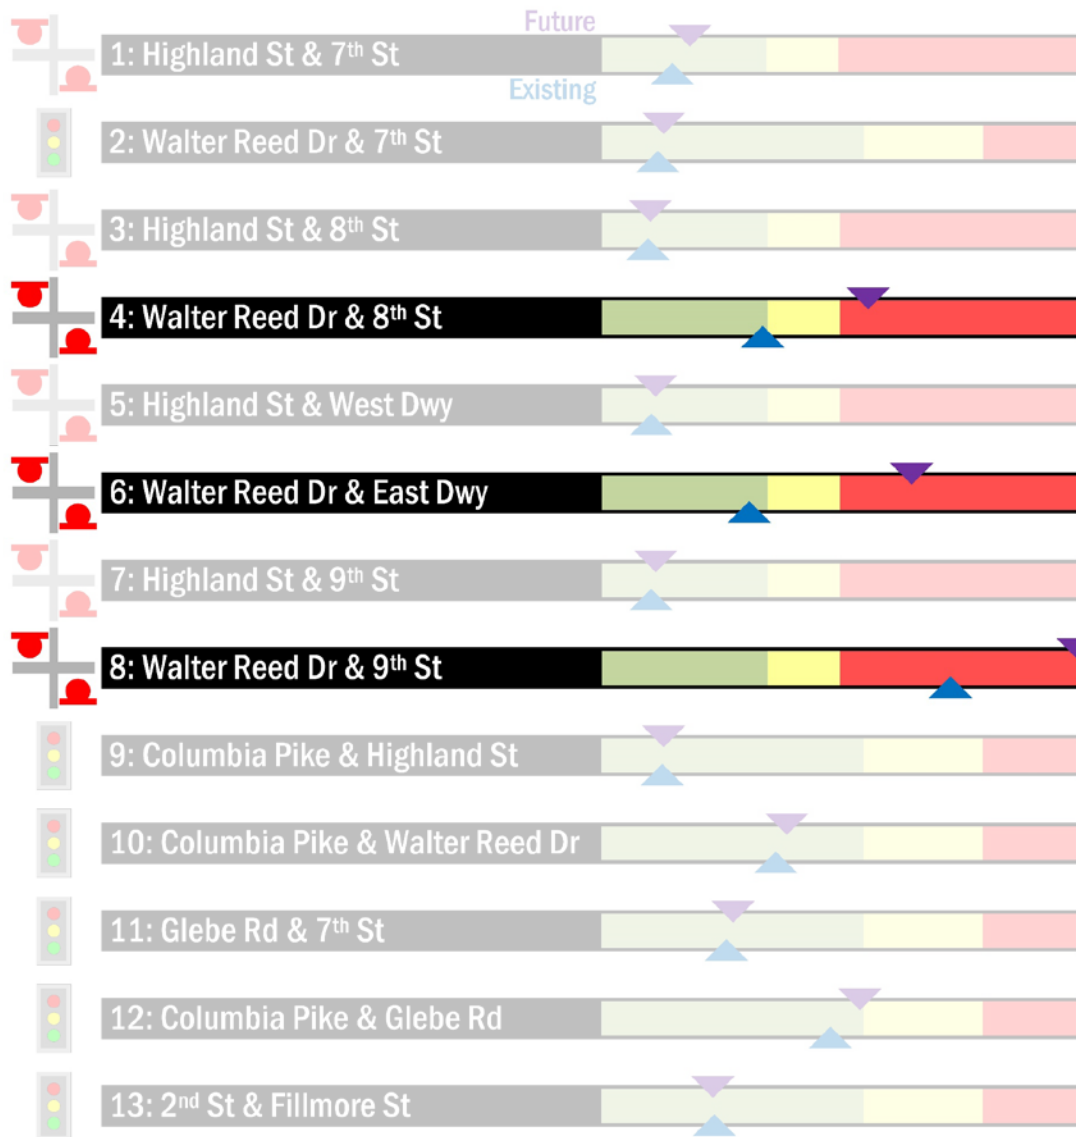 Future
1: Highland St & 7th St
Existing
2: Walter Reed Dr & 7th St
3: Highland St & 8th St
4: Walter Reed Dr & 8th St
5: Highland St & West Dwy
6: Walter Reed Dr & East Dwy
7: Highland St & 9th St
8: Walter Reed Dr & 9th St
9: Columbia Pike & Highland St
10: Columbia Pike & Walter Reed Dr
11: Glebe Rd & 7th St
12: Columbia Pike & Glebe Rd
13: 2nd St & Fillmore St